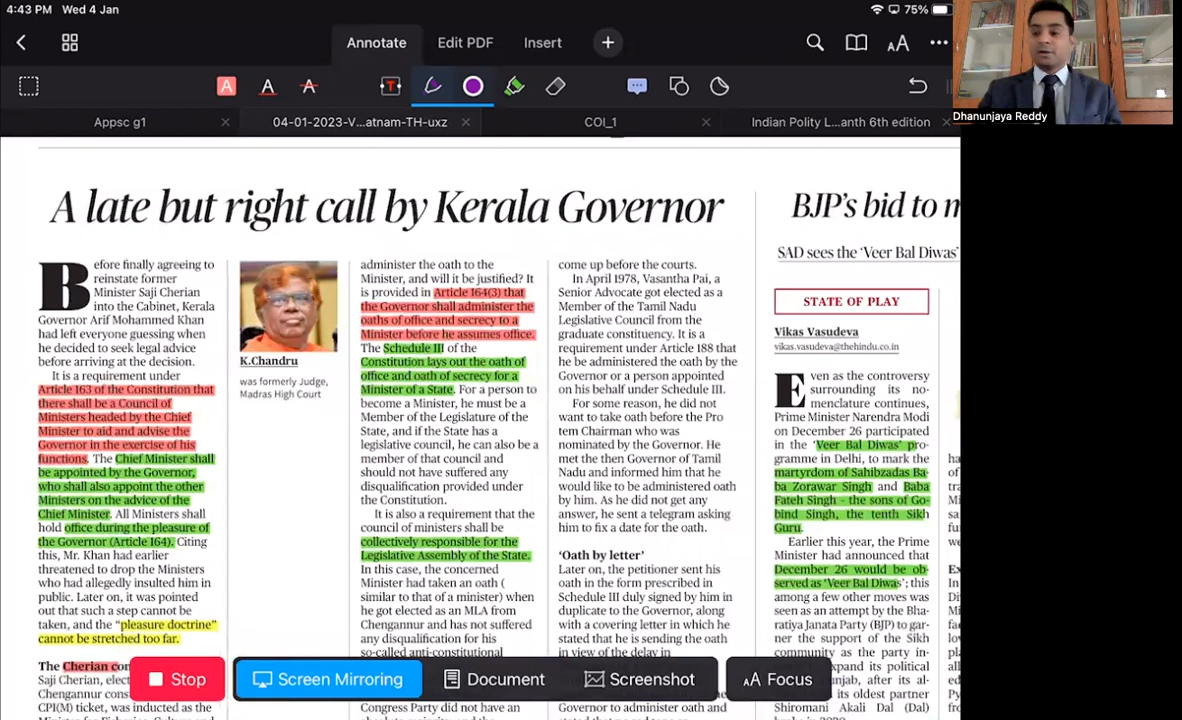 4:43 PM Wed 4 Jan
75%
Annotate
Edit PDF
Insert
Dhanunjaya Reddy
Appsc g1
04-01-2023-V...atnam-TH-uxz
COI_1
Indian Polity L...anth 6th edition
A late but right call by Kerala Governor
Before finally agreeing to
reinstate former
Minister Saji Cherian
into the Cabinet, Kerala
Governor Arif Mohammed Khan
had left everyone guessing when
he decided to seek legal advice
before arriving at the decision.
It is a requirement under
Article 163 of the Constitution that
there shall be a Council of
Ministers headed by the Chief
Minister to aid and advise the
Governor in the exercise of his
functions. The Chief Minister shall
be appointed by the Governor,
who shall also appoint the other
Ministers on the advice of the
Chief Minister. All Ministers shall
hold office during the pleasure of
the Governor (Article 164). Citing
this, Mr. Khan had earlier
threatened to drop the Ministers
who had allegedly insulted him in
public. Later on, it was pointed
out that such a step cannot be
taken, and the "pleasure doctrine"
cannot be stretched too far.
The Cherian con
Saji Cherian, elect
Chengannur cons
CPI(M) ticket, was inducted as the
K.Chandru
was formerly Judge,
Madras High Court
administer the oath to the
Minister, and will it be justified? It
is provided in Article 164(3) that
the Governor shall administer the
oaths of office and secrecy to a
Minister before he assumes office.
The Schedule III of the
Constitution lays out the oath of
office and oath of secrecy for a
Minister of a State. For a person to
become a Minister, he must be a
Member of the Legislature of the
State, and if the State has a
legislative council, he can also be a
member of that council and
should not have suffered any
disqualification provided under
the Constitution.
It is also a requirement that the
council of ministers shall be
collectively responsible for the
Legislative Assembly of the State.
In this case, the concerned
Minister had taken an oath (
similar to that of a minister) when
he got elected as an MLA from
Chengannur and has not suffered
any disqualification for his
so-called anti-constitutional
Congress Party did not have an
come up before the courts.
In April 1978, Vasantha Pai, a
Senior Advocate got elected as a
Member of the Tamil Nadu
Legislative Council from the
graduate constituency. It is a
requirement under Article 188 that
he be administered the oath by the
Governor or a person appointed
on his behalf under Schedule III.
For some reason, he did not
want to take oath before the Pro
tem Chairman who was
nominated by the Governor. He
met the then Governor of Tamil
Nadu and informed him that he
would like to be administered oath
by him. As he did not get any
answer, he sent a telegram asking
him to fix a date for the oath.
'Oath by letter'
Later on, the petitioner sent his
oath in the form prescribed in
Schedule III duly signed by him in
duplicate to the Governor, along
with a covering letter in which he
stated that he is sending the oath
in view of the delay in
Governor to administer oath and
BJP's bid to m
SAD sees the 'Veer Bal Diwas'
STATE OF PLAY
Vikas Vasudeva
vikas.vasudeva@thehindu.co.in
Even as the controversy
surrounding its no-
menclature continues,
Prime Minister Narendra Modi
on December 26 participated
in the 'Veer Bal Diwas' pro-
gramme in Delhi, to mark the
martyrdom of Sahibzadas Ba-
ba Zorawar Singh and Baba
Fateh Singh – the sons of Go-
bind Singh, the tenth Sikh
Guru.
Earlier this year, the Prime
Minister had announced that
December 26 would be ob-
served as 'Veer Bal Diwas'; this
among a few other moves was
seen as an attempt by the Bha-
ratiya Janata Party (BJP) to gar-
ner the support of the Sikh
community as the party in-
expand its political
unjab, after its al-
its oldest partner
Shiromani Akali Dal (Dal)
Stop
Screen Mirroring
Document
Screenshot
Focus